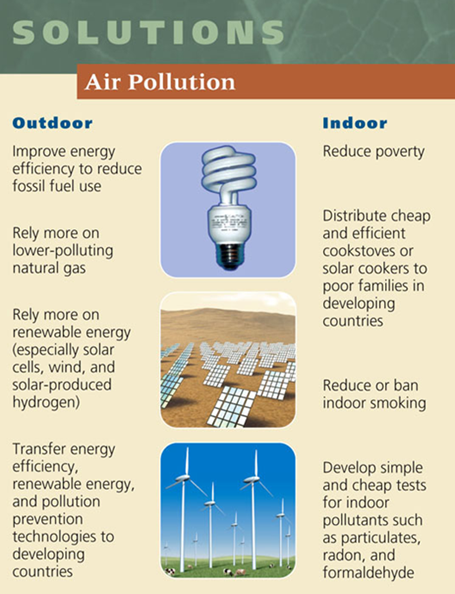 SOLUTIONS
Air Pollution
Outdoor
Improve energy
efficiency to reduce
fossil fuel use
Rely more on
lower-polluting
natural gas
Rely more on
renewable energy
(especially solar
cells, wind, and
solar-produced
hydrogen)
Transfer energy
efficiency,
renewable energy,
and pollution
prevention
technologies to
developing
countries
Indoor
Reduce poverty
Distribute cheap
and efficient
cookstoves or
solar cookers to
poor families in
developing
countries
Reduce or ban
indoor smoking
Develop simple
and cheap tests
for indoor
pollutants such
as particulates,
radon, and
formaldehyde